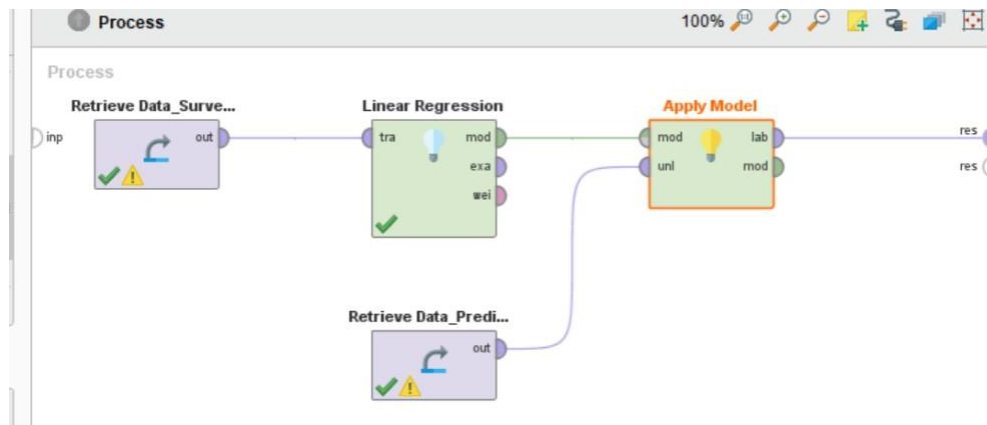 Process
100%
Process
Retrieve Data_Surve...
Linear Regression
Apply Model
inp
out
tra
mod
exa
wei
mod
unl
lab
mod
res
res
Retrieve Data_Predi...
out